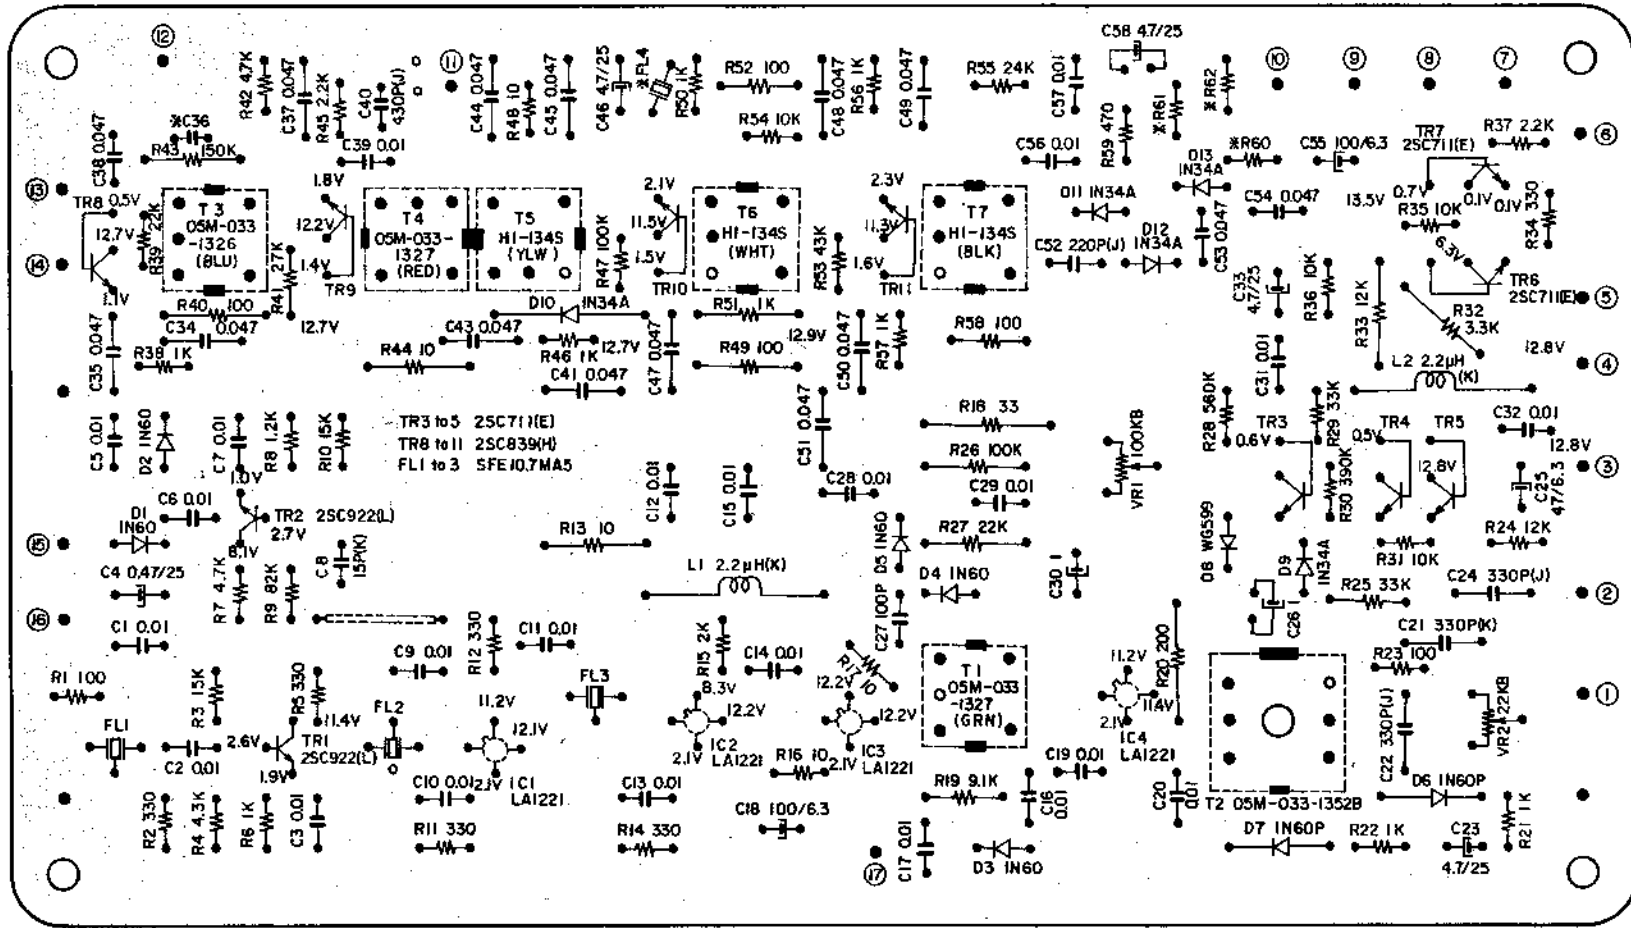 ⑫
R42 4.7K
C37 0.047
R45 2.2K
C40
430P(J)
⑪
C44 0.047
R48 10
C45 0.047
C46 4.7/25
※FL4
R50 1K
R52 100
R54 10K
C48 0.047
R56 1K
C49 0.047
R55 24K
C57 0.01
C58 47/25
R59 470
※R61
※R62
⑩
⑨
⑧
⑦
C38 0.047
※C36
R43 150K
C39 0.01
C56 0.01
D13
IN34A
※R60
C55 100/6.3
TR7
2SC711(E)
R37 2.2K
⑥
⑬
TR8
0.5V
12.7V
R39 22K
T3
05M-033
-1326
(BLU)
R41 27K
1.8V
12.2V
1.4V
TR9
T4
05M-033-
1327
(RED)
T5
H1-134S
(YLW)
R47 100K
2.1V
11.5V
1.5V
TR10
T6
H1-134S
(WHT)
R53 43K
2.3V
11.3V
1.6V
TR11
T7
H1-134S
(BLK)
D11 IN34A
C52 220P(J)
D12
IN34A
C53 0.047
C54 0.047
13.5V
0.7V
0.1V
0.1V
R35 10K
R34 330
⑭
1.1V
R40 100
C34 0.047
12.7V
D10 IN34A
R51 1K
C33
4.7/25
R36 10K
R33 12K
6.3V
TR6
2SC711(E)
⑤
R32
3.3K
C35 0.047
R38 1K
R44 10
C43 0.047
R46 1K
12.7V
C41 0.047
C47 0.047
R49 100
12.9V
C50 0.047
R57 1K
R58 100
C31 0.01
L2 2.2µH(K)
12.8V
④
C5 0.01
D2 IN60
C7 0.01
R8 1.2K
R10 15K
TR3 to 5 2SC711(E)
TR8 to 11 2SC839(H)
FL1 to 3 SFE10.7MA5
C51 0.047
R18 33
R26 100K
VR1 100KB
R28 560K
TR3
0.6V
R29 33K
R30 390K
TR4
0.5V
TR5
12.8V
C32 0.01
12.8V
③
C25
47/6.3
C6 0.01
1.0V
TR2 2SC922(L)
2.7V
8.1V
C12 0.01
C15 0.01
C28 0.01
C29 0.01
⑮
D1
IN60
C8
15P(K)
R13 10
D5 IN60
R27 22K
D8 WG599
D9
IN34A
R31 10K
R24 12K
C4 0.47/25
R7 4.7K
R9 82K
L1 2.2µH(K)
D4 IN60
C30 1
C26 1
R25 33K
C24 330P(J)
②
⑯
C1 0.01
C9 0.01
R12 330
C11 0.01
R15 2K
C14 0.01
C27 100P
R17 10
R20 200
C21 330P(K)
R23 100
R1 100
R3 15K
R5 330
FL1
FL2
FL3
8.3V
12.2V
IC2
LA1221
2.1V
12.2V
12.2V
IC3
LA1221
2.1V
T1
05M-033
-1327
(GRN)
11.2V
11.4V
2.1V
IC4
LA1221
C22 330P(J)
VR2A 22KB
①
2.6V
11.4V
TR1
2SC922(L)
1.9V
11.2V
12.1V
2.1V
IC1
LA1221
C2 0.01
R16 10
C19 0.01
R2 330
R4 4.3K
R6 1K
C3 0.01
C10 0.01
R11 330
C13 0.01
R14 330
C18 100/6.3
R19 9.1K
C16
0.01
C20
0.01
T2 05M-033-1352B
D6 IN60P
⑰
C17 0.01
D3 IN60
D7 IN60P
R22 1K
C23
4.7/25
R21 1K